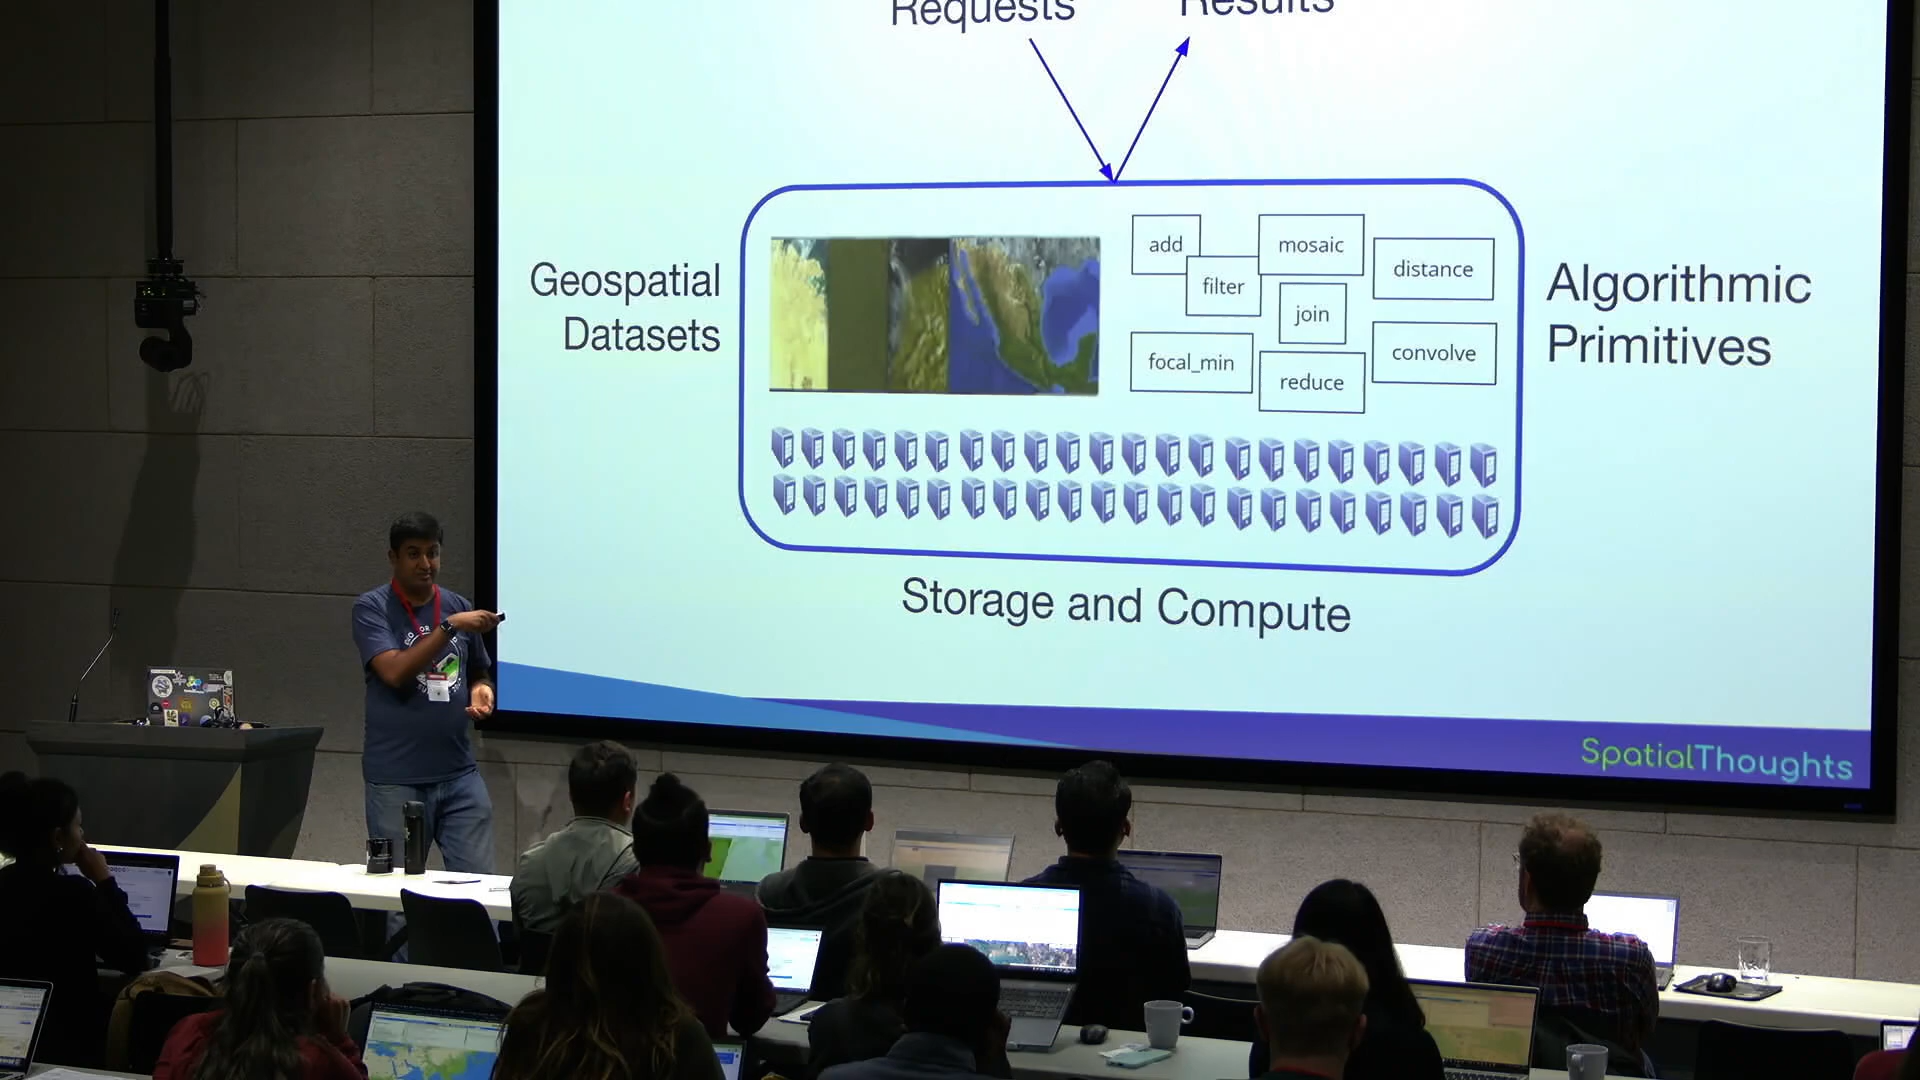 Requests
Results
Geospatial
Datasets
add
mosaic
distance
filter
join
focal_min
reduce
convolve
Algorithmic
Primitives
Storage and Compute
SpatialThoughts